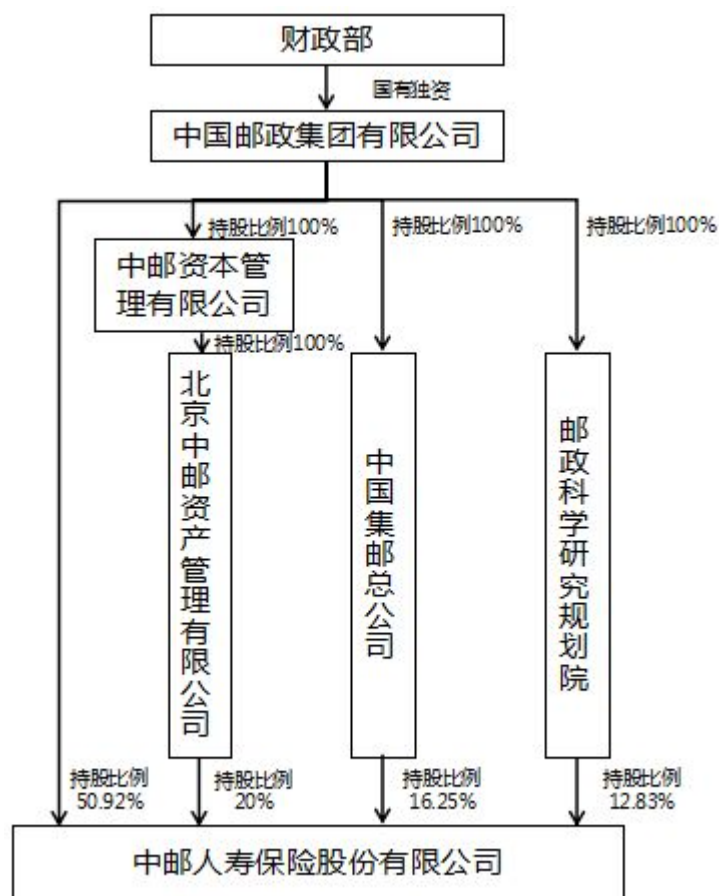 财政部
国有独资
中国邮政集团有限公司
持股比例100%
持股比例100%
持股比例100%
中邮资本管
理有限公司
持股比例100%
北京中邮资产管理有限公司
中国集邮总公司
邮政科学研究规划院
持股比例
50.92%
持股比例
20%
持股比例
16.25%
持股比例
12.83%
中邮人寿保险股份有限公司